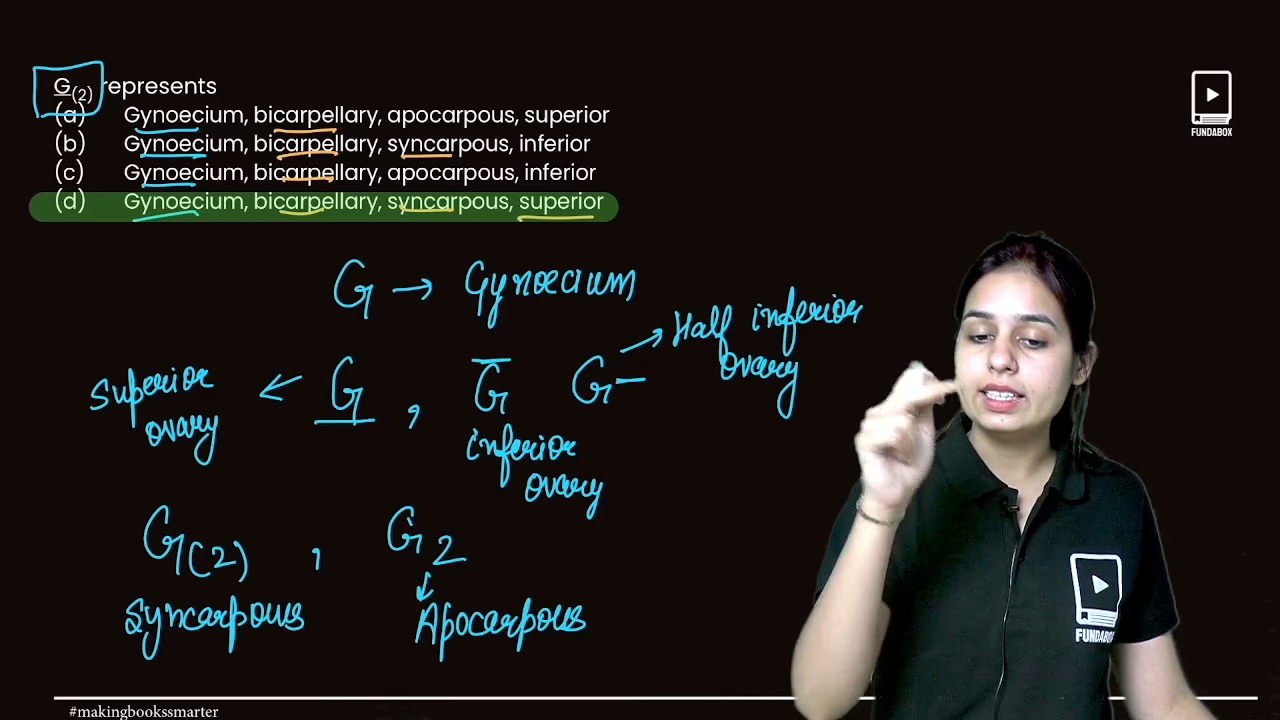 G(2) represents
(a) Gynoecium, bicarpellary, apocarpous, superior
(b) Gynoecium, bicarpellary, syncarpous, inferior
(c) Gynoecium, bicarpellary, apocarpous, inferior
(d) Gynoecium, bicarpellary, syncarpous, superior
FUNDABOX
G → Gynoecium
Half inferior
ovary
Superior
ovary
← G , G̅ G–
inferior
ovary
G(2) , G2
Syncarpous
Apocarpous
FUNDABOX
#makingbookssmarter